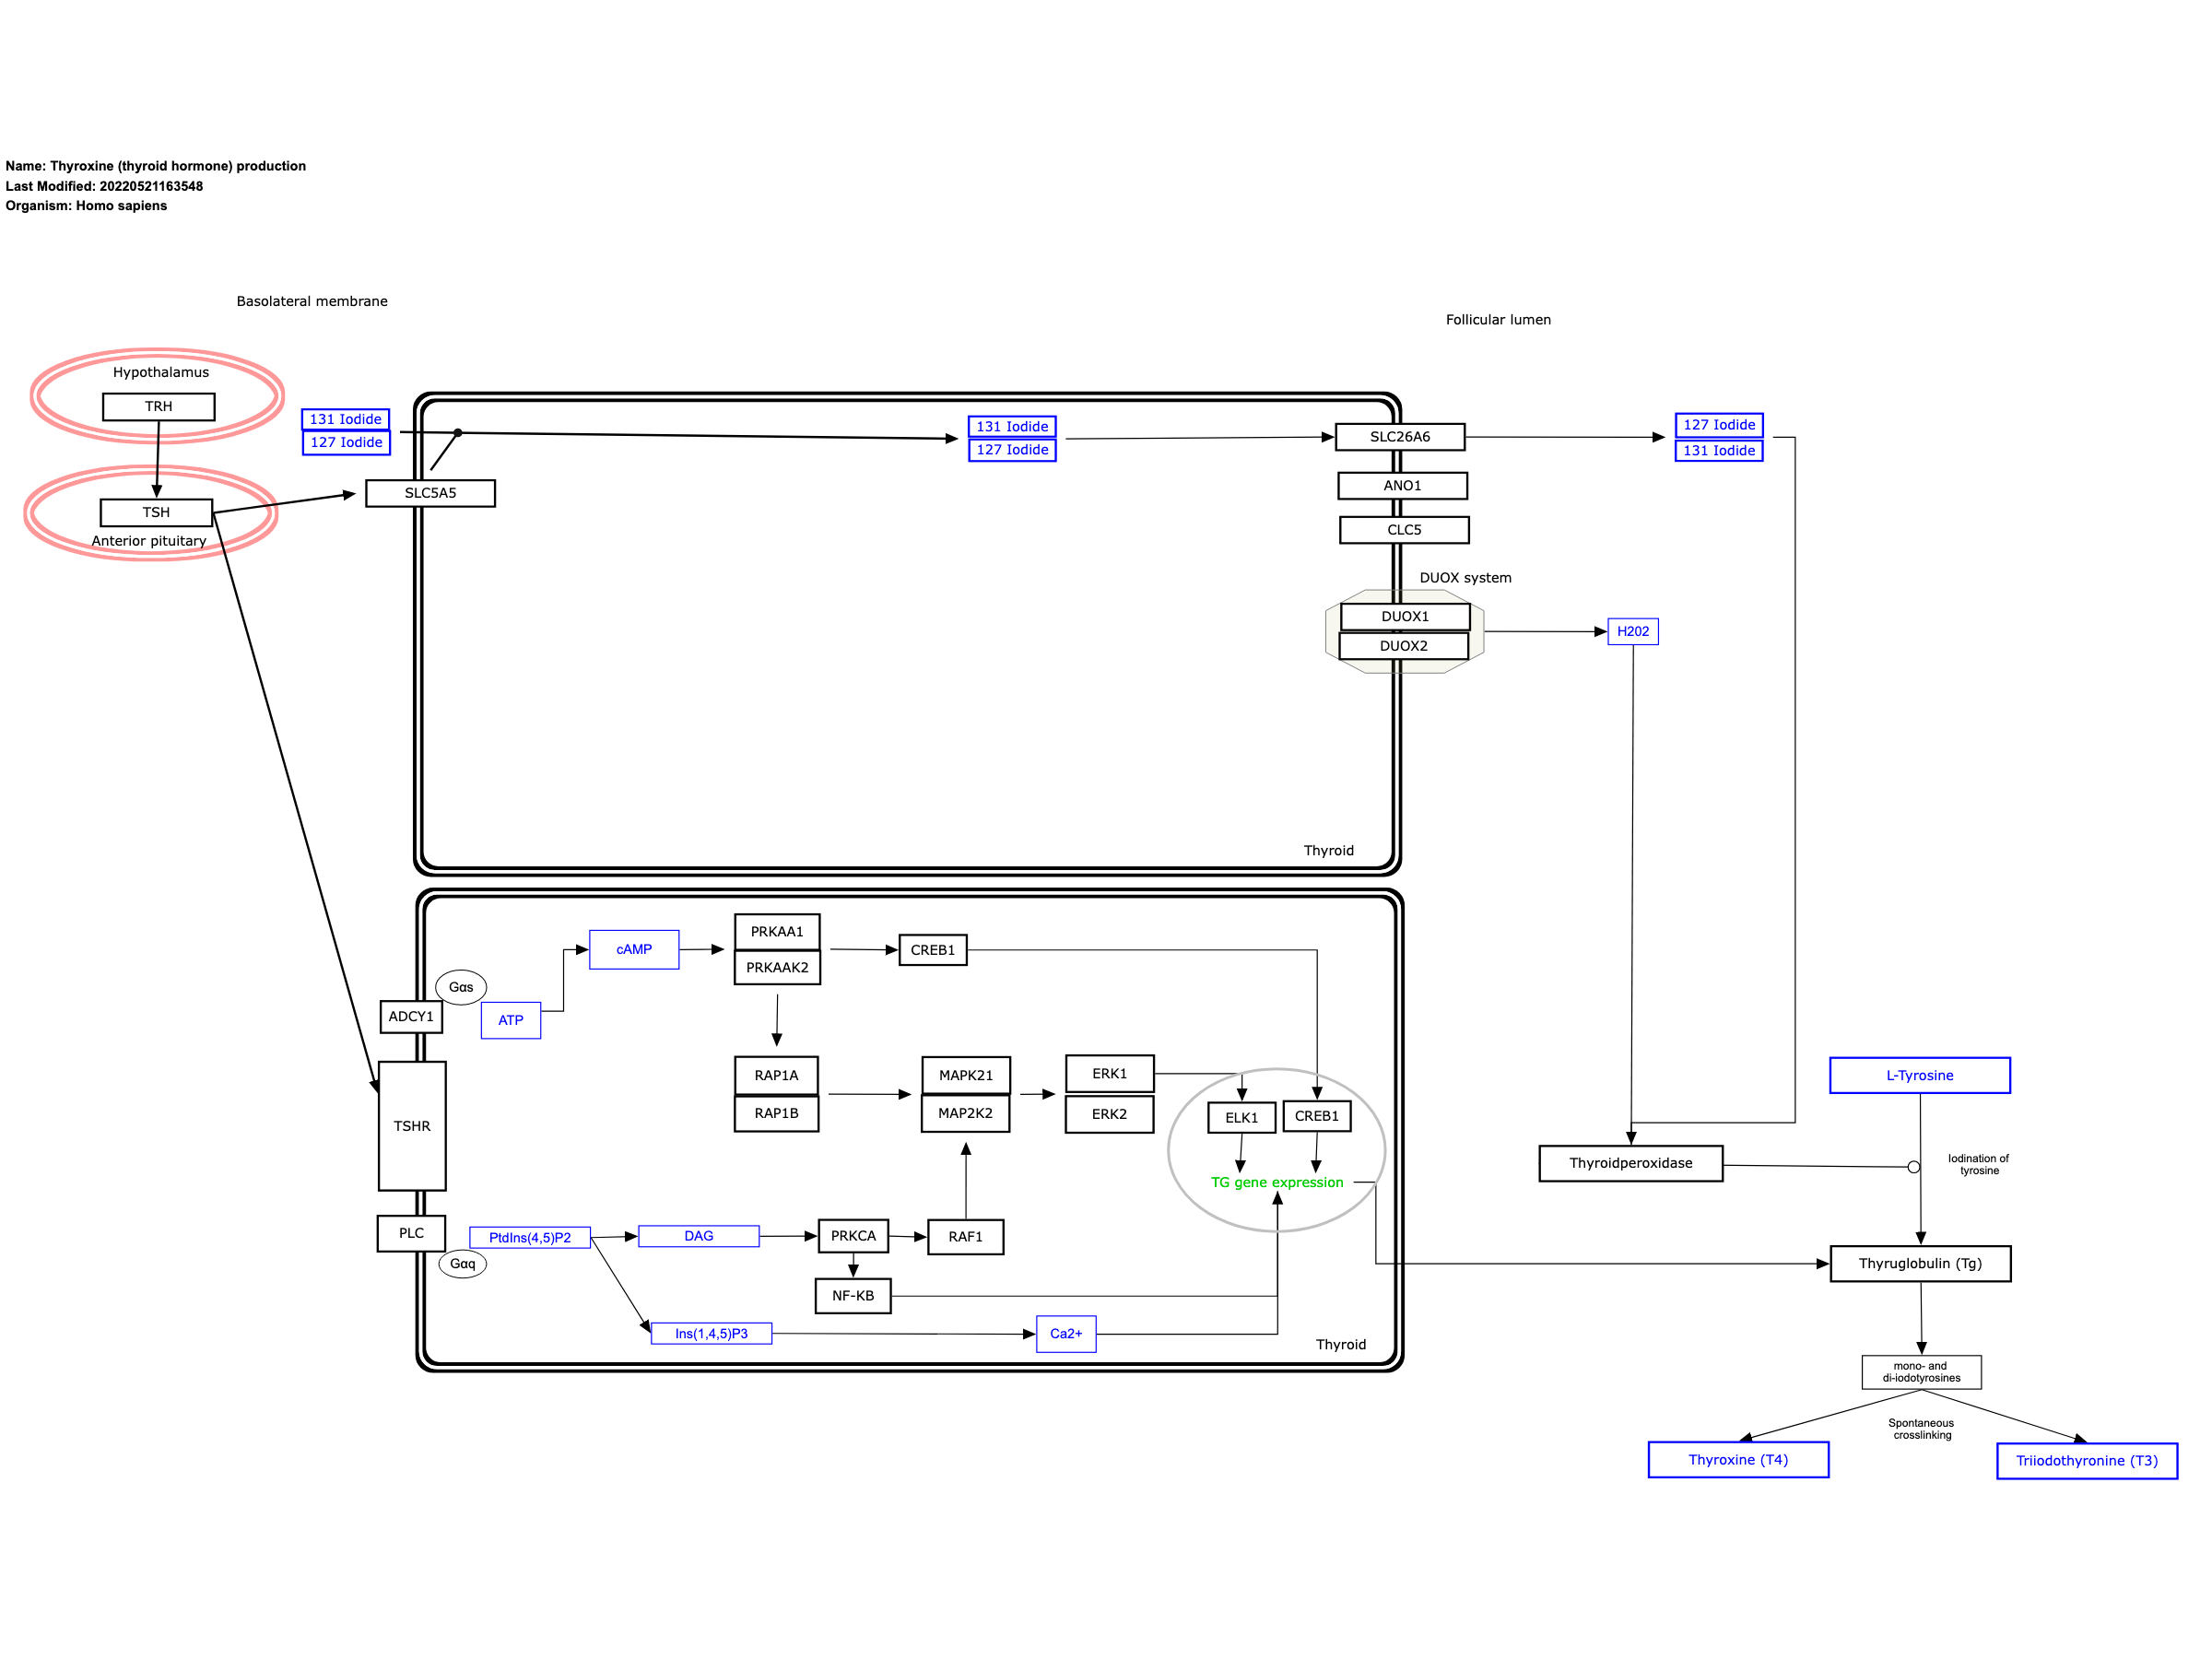 Name: Thyroxine (thyroid hormone) production
Last Modified: 20220521163548
Organism: Homo sapiens
Basolateral membrane
Follicular lumen
Hypothalamus
TRH
TSH
Anterior pituitary
131 Iodide
127 Iodide
SLC5A5
131 Iodide
127 Iodide
SLC26A6
ANO1
CLC5
127 Iodide
131 Iodide
DUOX system
DUOX1
DUOX2
H202
Thyroid
PRKAA1
PRKAAK2
cAMP
CREB1
Gαs
ATP
ADCY1
TSHR
RAP1A
RAP1B
MAPK21
MAP2K2
ERK1
ERK2
ELK1
CREB1
TG gene expression
PLC
Gαq
PtdIns(4,5)P2
DAG
PRKCA
RAF1
NF-KB
Ins(1,4,5)P3
Ca2+
Thyroid
L-Tyrosine
Thyroidperoxidase
Iodination of
tyrosine
Thyruglobulin (Tg)
mono- and
di-iodotyrosines
Spontaneous
crosslinking
Thyroxine (T4)
Triiodothyronine (T3)